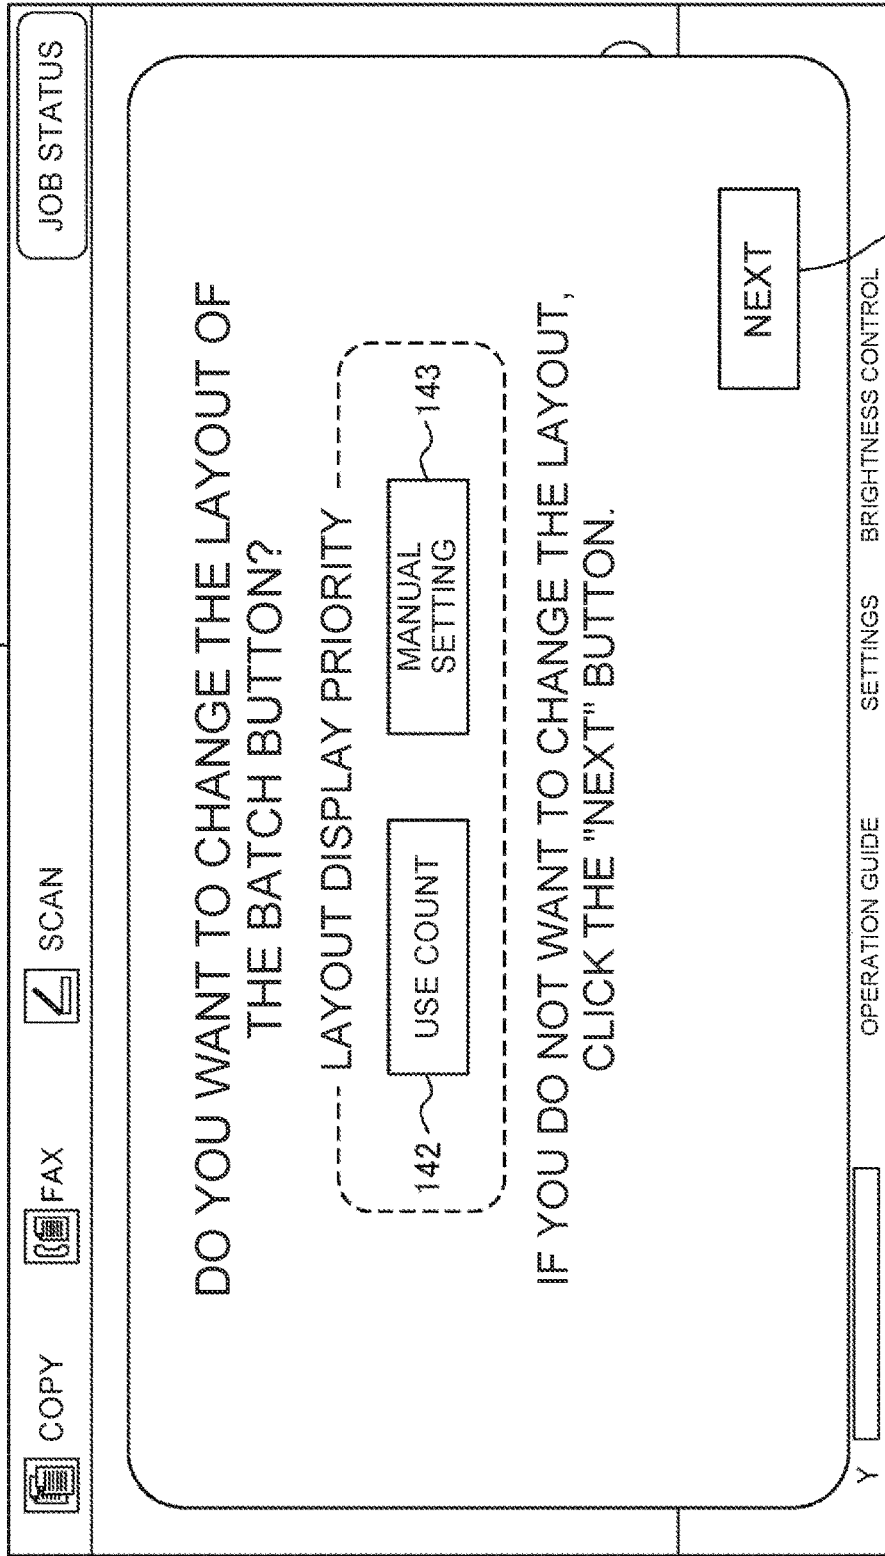 COPY FAX SCAN JOB STATUS
DO YOU WANT TO CHANGE THE LAYOUT OF
THE BATCH BUTTON?
LAYOUT DISPLAY PRIORITY
142 USE COUNT
MANUAL
SETTING
143
IF YOU DO NOT WANT TO CHANGE THE LAYOUT,
CLICK THE "NEXT" BUTTON.
NEXT
Y OPERATION GUIDE SETTINGS BRIGHTNESS CONTROL